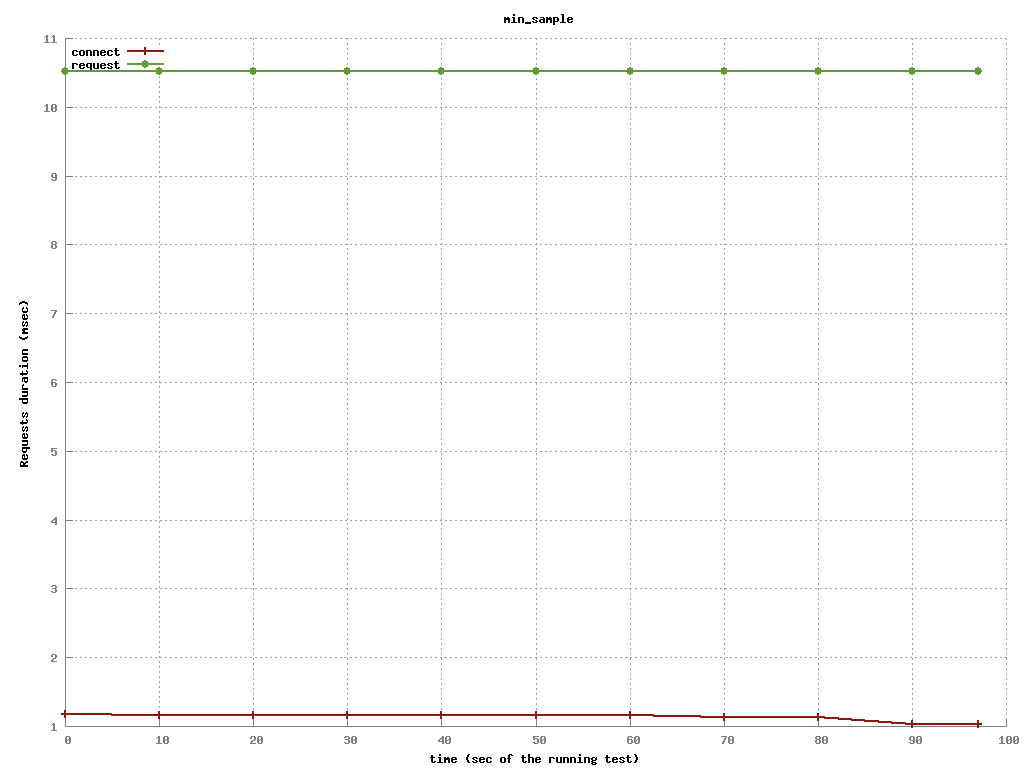 min_sample
connect
request
11
10
9
8
7
6
5
4
3
2
1
Requests duration (msec)
0 10 20 30 40 50 60 70 80 90 100
time (sec of the running test)